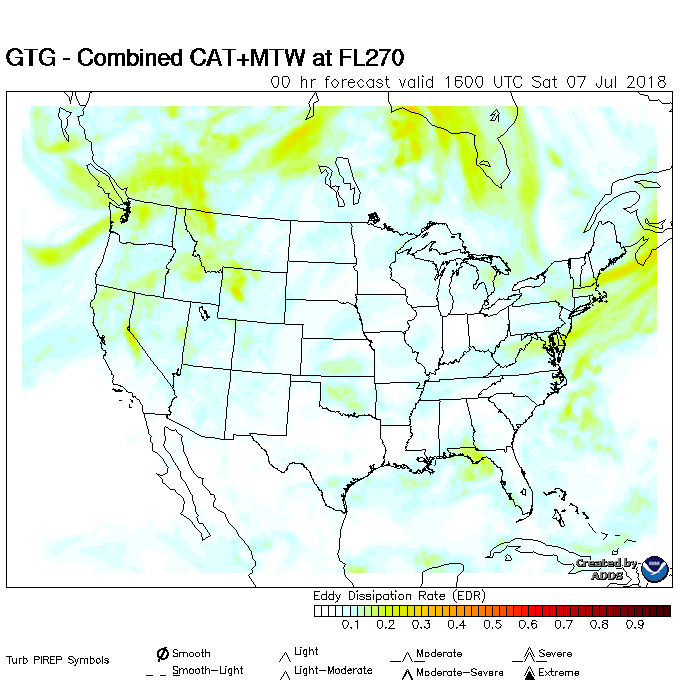 GTG - Combined CAT+MTW at FL270
00 hr forecast valid 1600 UTC Sat 07 Jul 2018
Created by
ADDS
Eddy Dissipation Rate (EDR)
0.1 0.2 0.3 0.4 0.5 0.6 0.7 0.8 0.9
Turb PIREP Symbols
Smooth Light Moderate Severe
Smooth-Light Light-Moderate Moderate-Severe Extreme